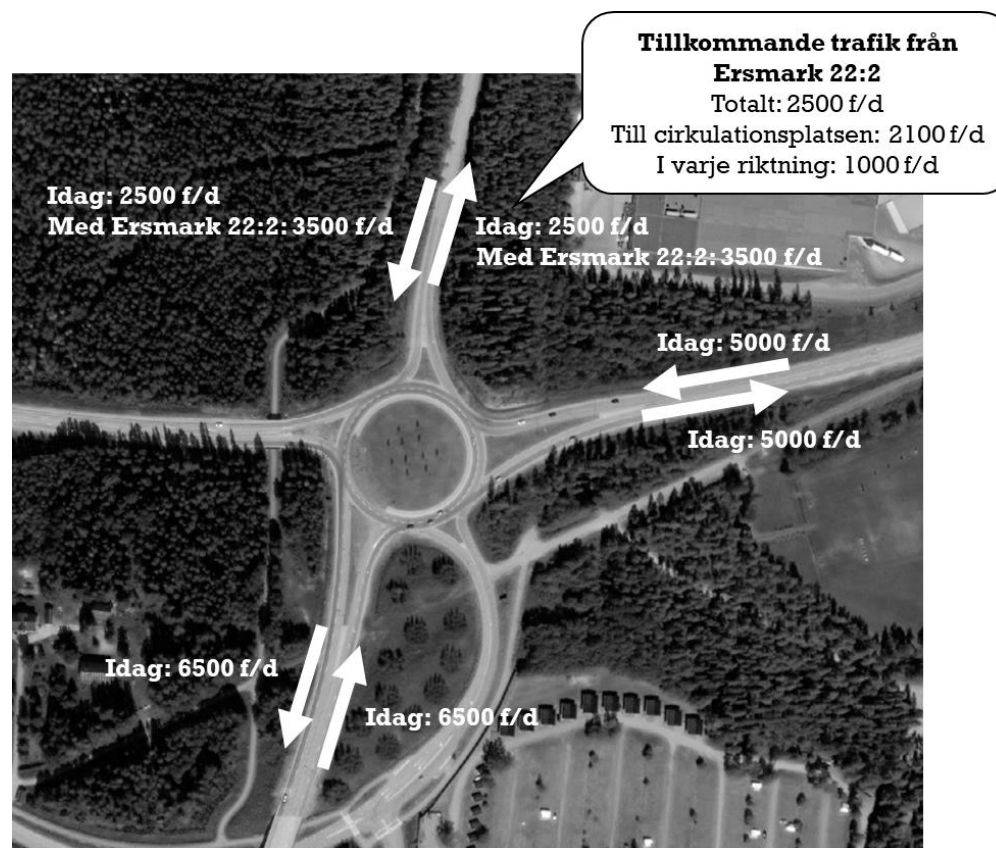 Tillkommande trafik från
Ersmark 22:2
Totalt: 2500 f/d
Till cirkulationsplatsen: 2100 f/d
I varje riktning: 1000 f/d
Idag: 2500 f/d
Med Ersmark 22:2: 3500 f/d
Idag: 2500 f/d
Med Ersmark 22:2: 3500 f/d
Idag: 5000 f/d
Idag: 5000 f/d
Idag: 6500 f/d
Idag: 6500 f/d